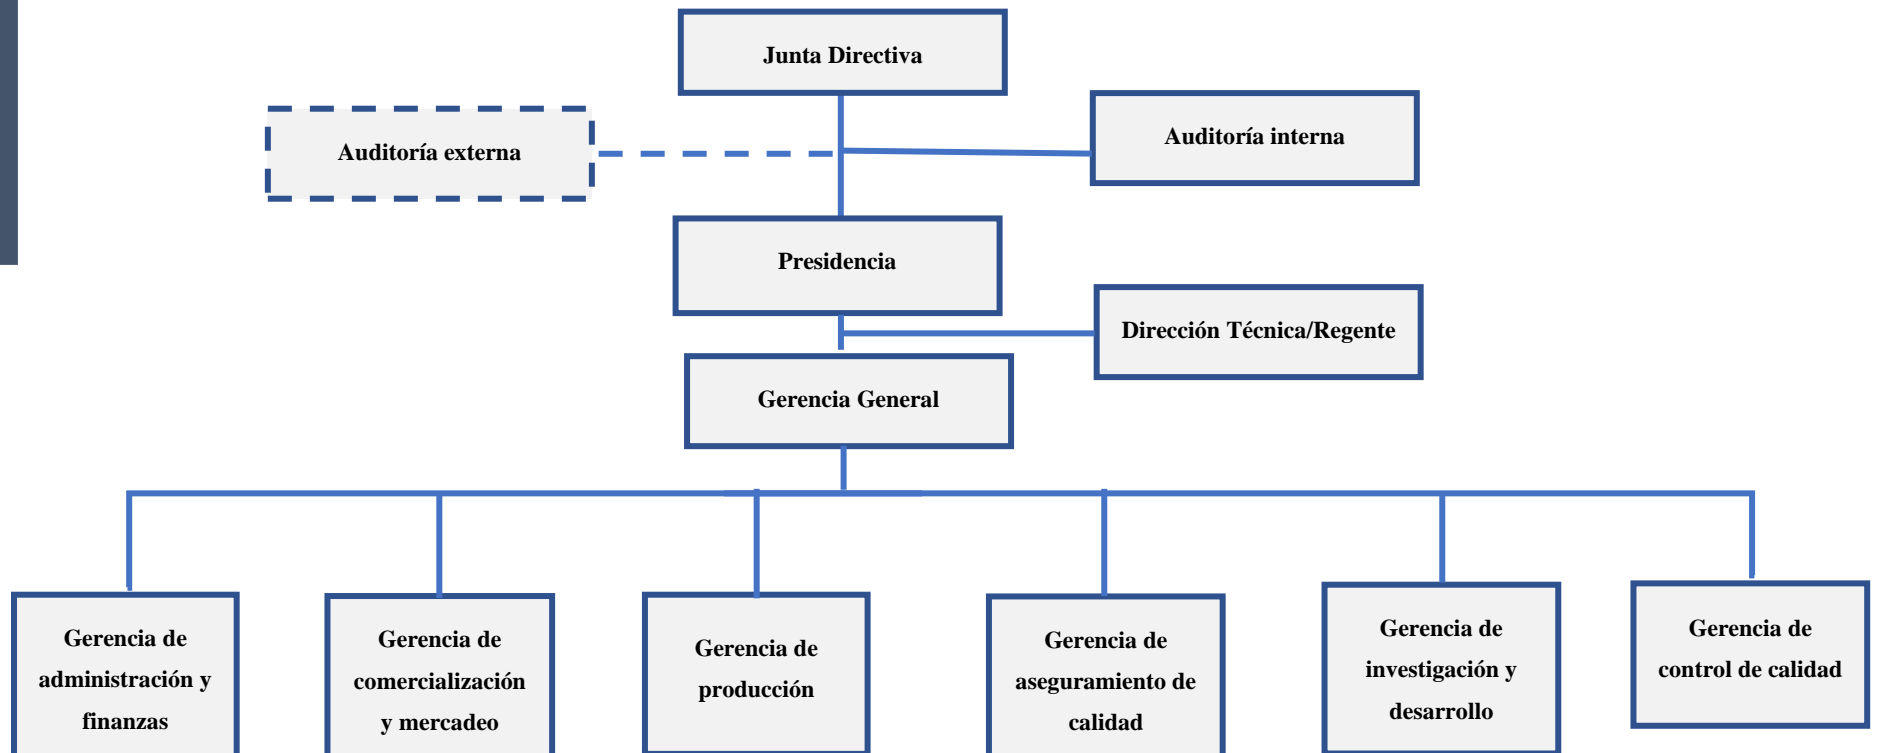 Junta Directiva
Auditoría externa
Auditoría interna
Presidencia
Dirección Técnica/Regente
Gerencia General
Gerencia de
administración y
finanzas
Gerencia de
comercialización
y mercadeo
Gerencia de
producción
Gerencia de
aseguramiento de
calidad
Gerencia de
investigación y
desarrollo
Gerencia de
control de calidad